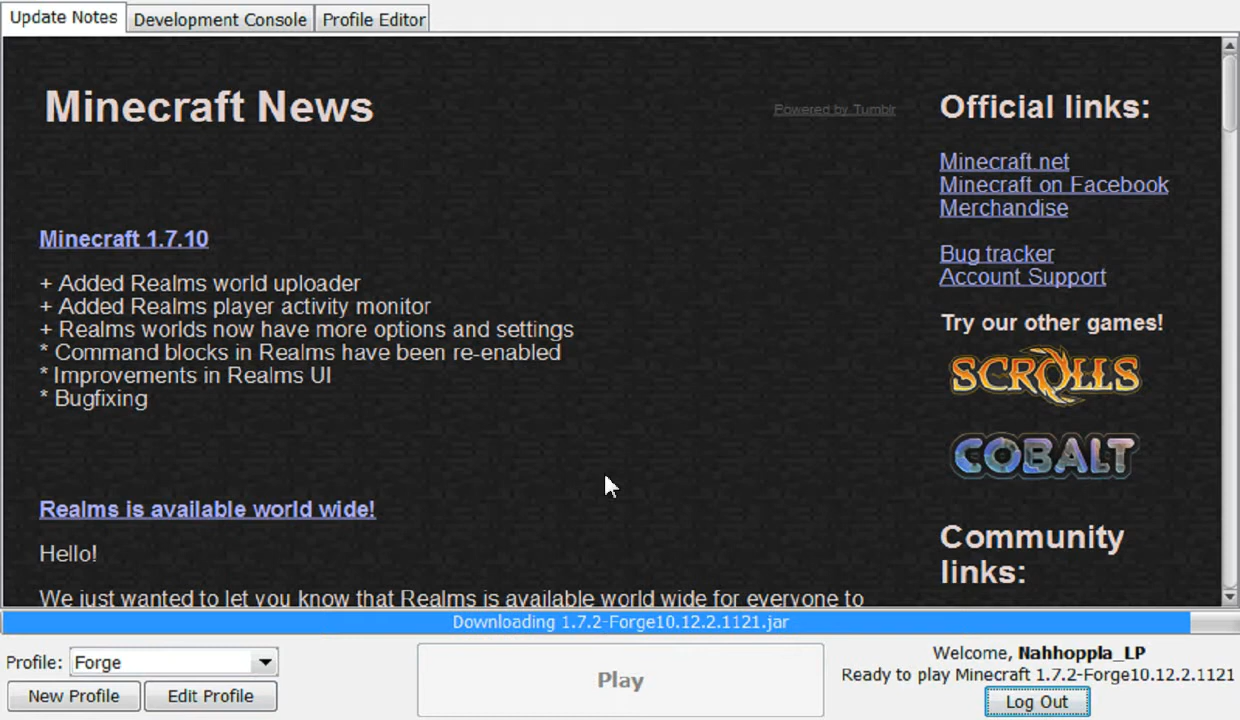 Update Notes
Development Console
Profile Editor
Minecraft News
Powered by Tumblr
Minecraft 1.7.10
+ Added Realms world uploader
+ Added Realms player activity monitor
+ Realms worlds now have more options and settings
* Command blocks in Realms have been re-enabled
* Improvements in Realms UI
* Bugfixing
Realms is available world wide!
Hello!
We just wanted to let you know that Realms is available world wide for everyone to
Official links:
Minecraft.net
Minecraft on Facebook
Merchandise
Bug tracker
Account Support
Try our other games!
SCROLLS
COBALT
Community
links:
Downloading 1.7.2-Forge10.12.2.1121.jar
Profile: Forge
New Profile
Edit Profile
Play
Welcome, Nahhoppla_LP
Ready to play Minecraft 1.7.2-Forge10.12.2.1121
Log Out